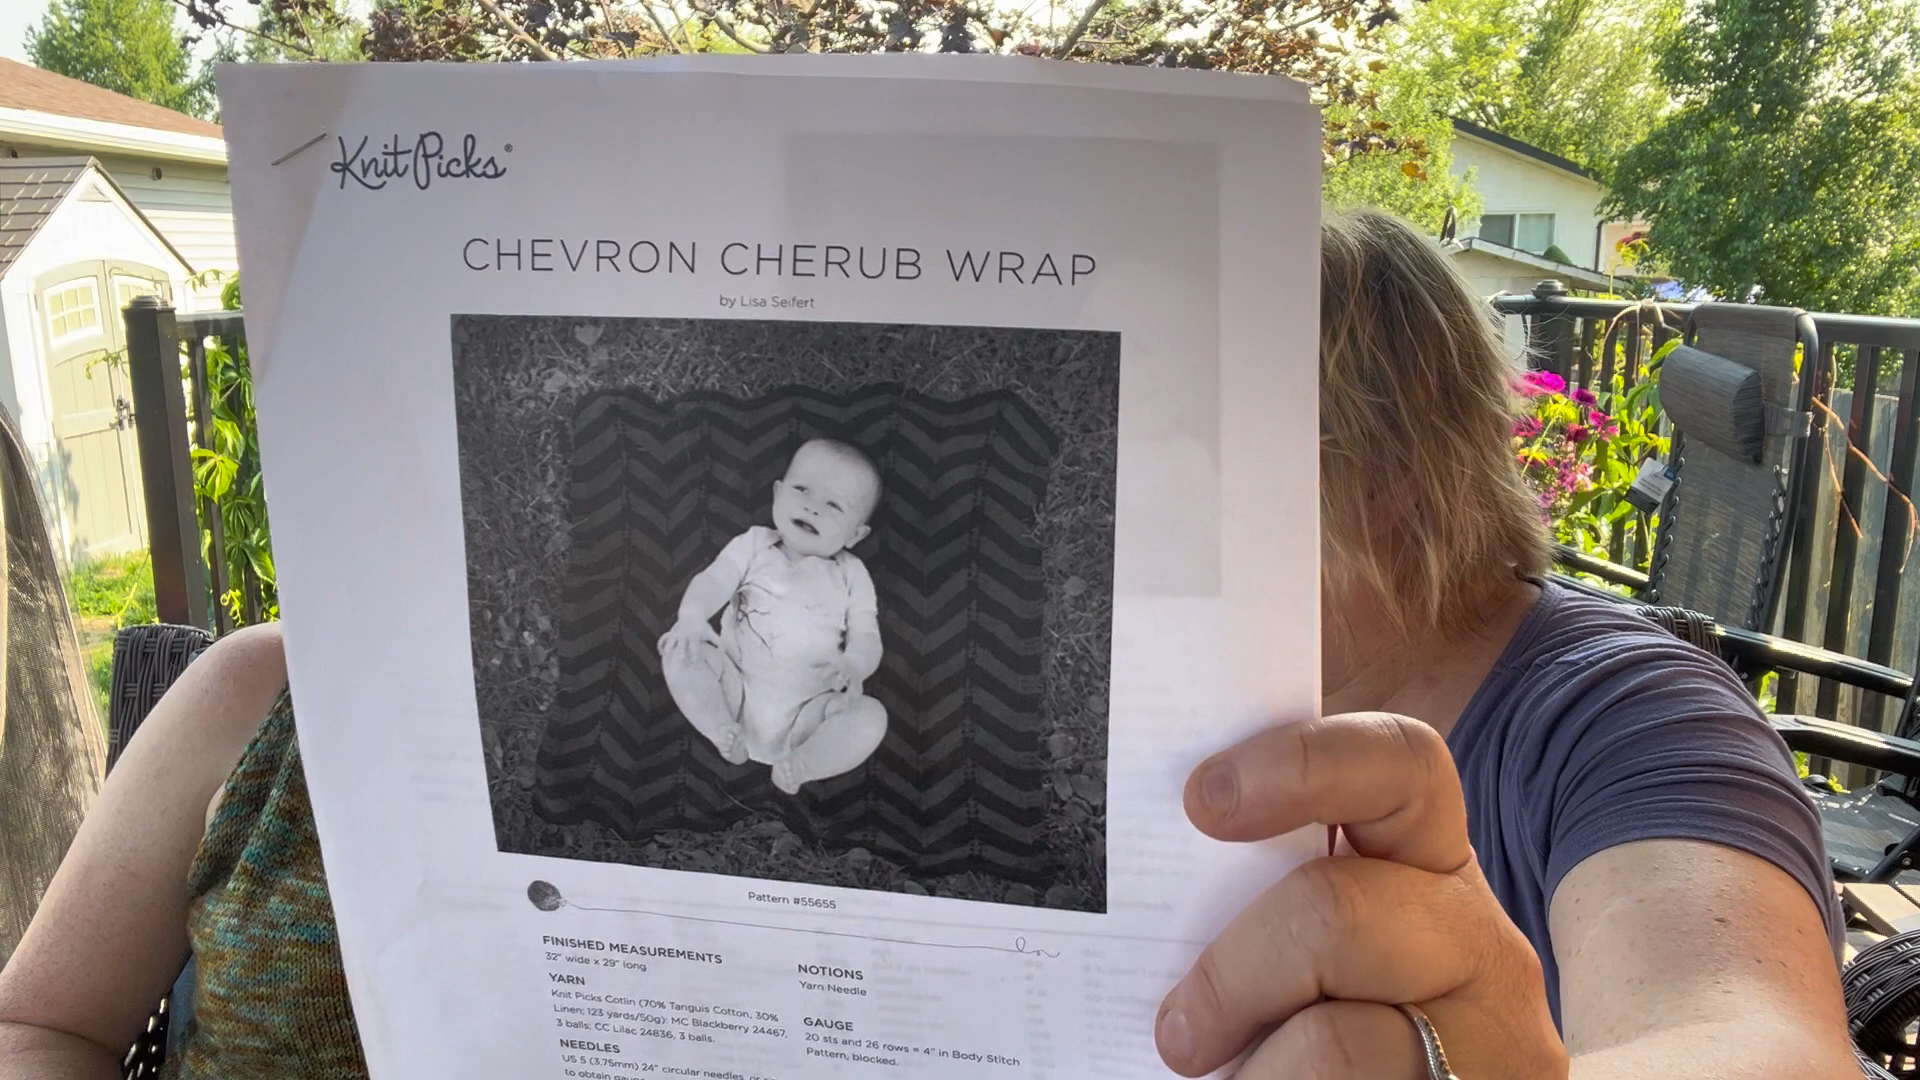 KnitPicks®
CHEVRON CHERUB WRAP
by Lisa Seifert
Pattern #55655
FINISHED MEASUREMENTS
32" wide x 29" long
YARN
Knit Picks Cotlin (70% Tanguis Cotton, 30%
Linen; 123 yards/50g): MC Blackberry 24467,
3 balls; CC Lilac 24836, 3 balls.
NEEDLES
US 5 (3.75mm) 24" circular needles, or
to obtain
NOTIONS
Yarn Needle
GAUGE
20 sts and 26 rows = 4" in Body Stitch
Pattern, blocked.